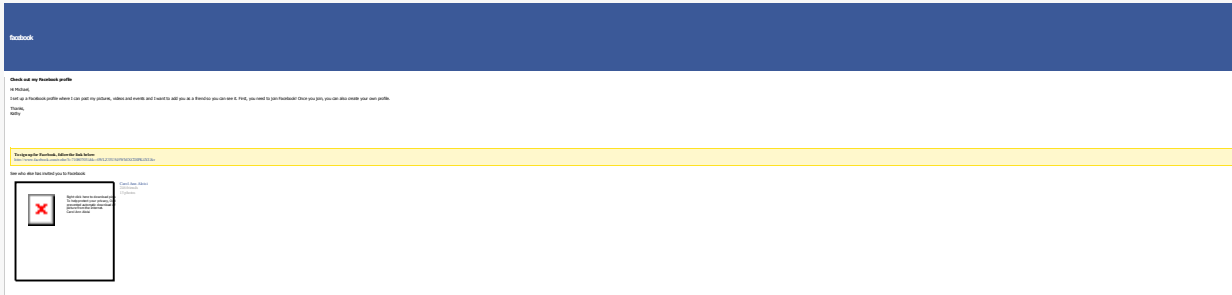 facebook
Check out my Facebook profile
Hi Michael,
I set up a Facebook profile where I can post my pictures, videos and events and I want to add you as a friend so you can see it. First, you need to join Facebook! Once you join, you can also create your own profile.
Thanks,
Kathy
To sign up for Facebook, follow the link below:
See who else has invited you to Facebook:
Carol Ann
Right-click here to download
To help protect your privacy,
prevented automatic download
picture from the Internet.
Carol Ann